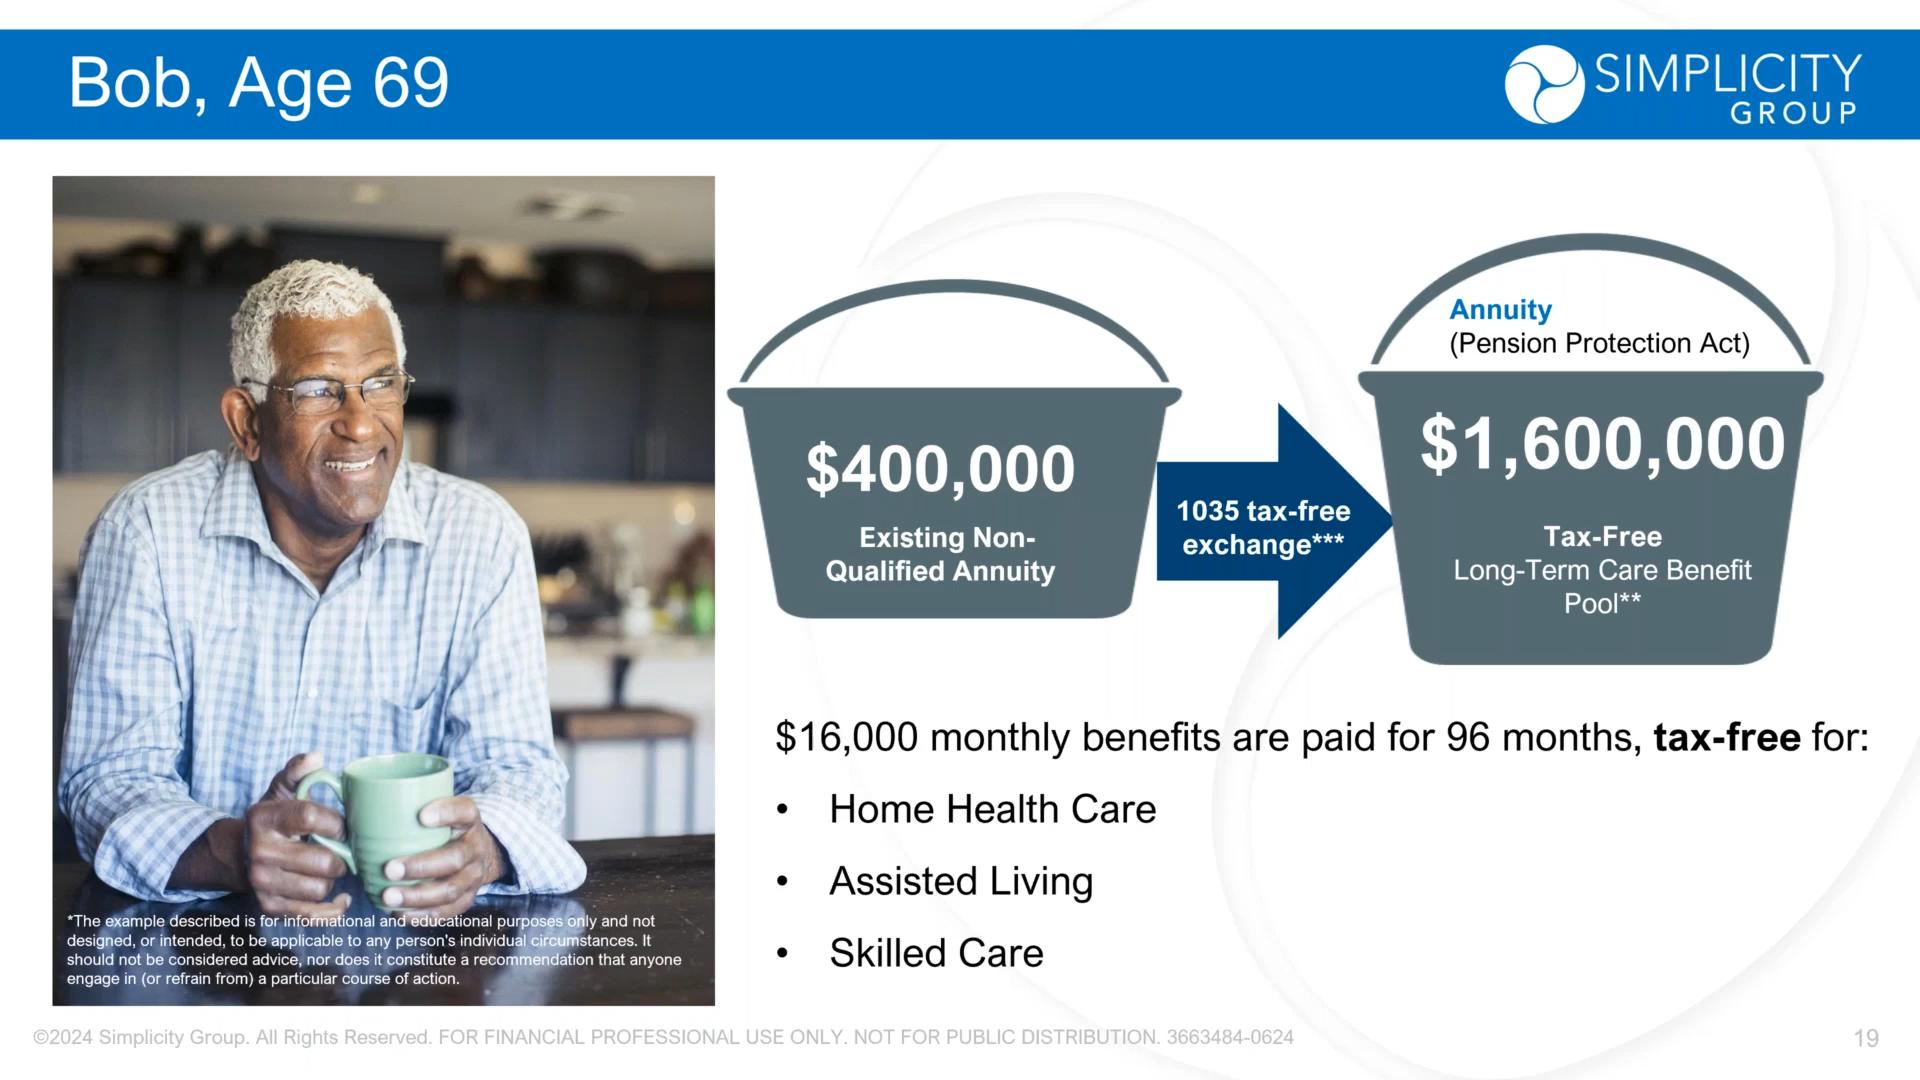 Bob, Age 69
SIMPLICITY
GROUP
Annuity
(Pension Protection Act)
$400,000
Existing Non-
Qualified Annuity
1035 tax-free
exchange***
$1,600,000
Tax-Free
Long-Term Care Benefit
Pool**
$16,000 monthly benefits are paid for 96 months, tax-free for:
• Home Health Care
• Assisted Living
• Skilled Care
*The example described is for informational and educational purposes only and not
designed, or intended, to be applicable to any person's individual circumstances. It
should not be considered advice, nor does it constitute a recommendation that anyone
engage in (or refrain from) a particular course of action.
©2024 Simplicity Group. All Rights Reserved. FOR FINANCIAL PROFESSIONAL USE ONLY. NOT FOR PUBLIC DISTRIBUTION. 3663484-0624
19